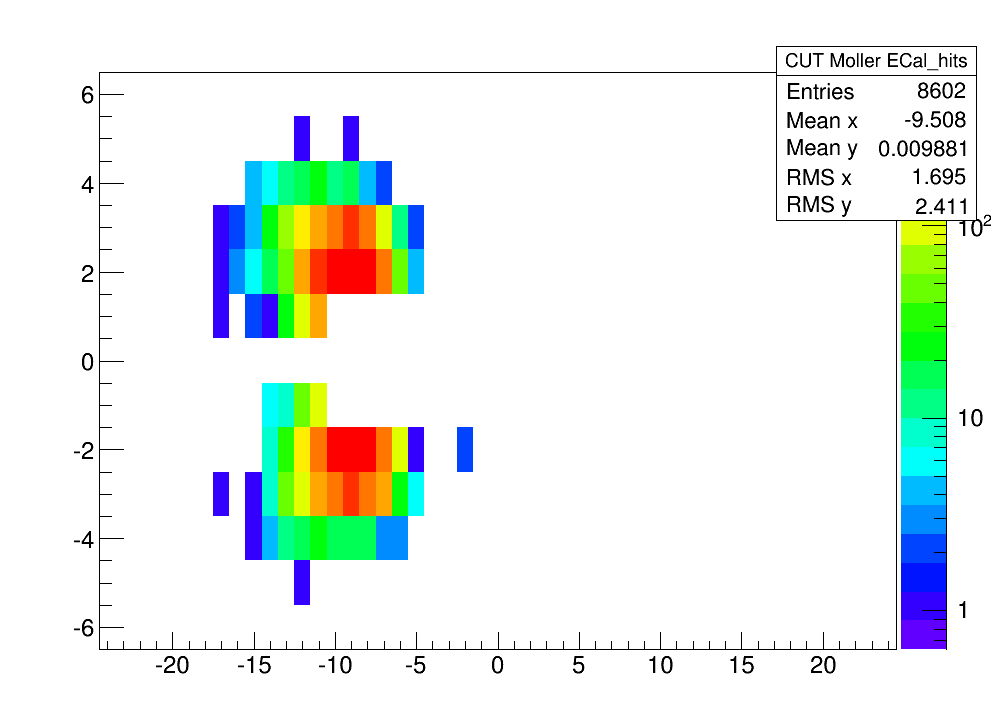 CUT Moller ECal_hits
Entries 8602
Mean x -9.508
Mean y 0.009881
RMS x 1.695
RMS y 2.411
6
4
2
0
-2
-4
-6
-20 -15 -10 -5 0 5 10 15 20
10²
10
1